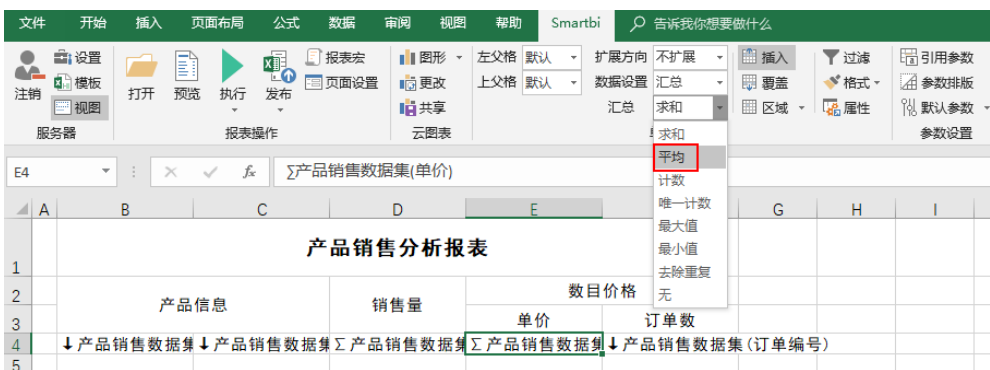 文件 开始 插入 页面布局 公式 数据 审阅 视图 帮助 Smartbi 告诉我你想要做什么
设置 报表宏 图形 左父格 默认 扩展方向 不扩展 插入 过滤 引用参数
注销 模板 打开 预览 执行 发布 页面设置 更改 上父格 默认 数据设置 汇总 覆盖 格式 参数排版
视图 共享 汇总 求和 区域 属性 默认参数
服务器 报表操作 云图表 参数设置
求和
平均
计数
唯一计数
最大值
最小值
去除重复
无
E4 fx ∑产品销售数据集(单价)
A B C D E G H I
1 产品销售分析报表
2 产品信息 销售量 数目价格
3 单价 订单数
4 ↓产品销售数据集 ↓产品销售数据集 ∑产品销售数据集 ∑产品销售数据集 ↓产品销售数据集(订单编号)
5